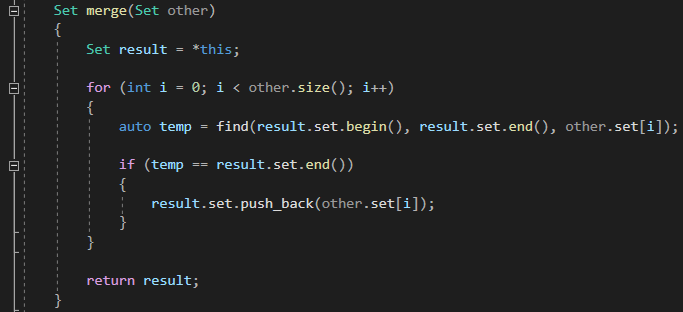 Set merge(Set other)
{
Set result = *this;
for (int i = 0; i < other.size(); i++)
{
auto temp = find(result.set.begin(), result.set.end(), other.set[i]);
if (temp == result.set.end())
{
result.set.push_back(other.set[i]);
}
}
return result;
}